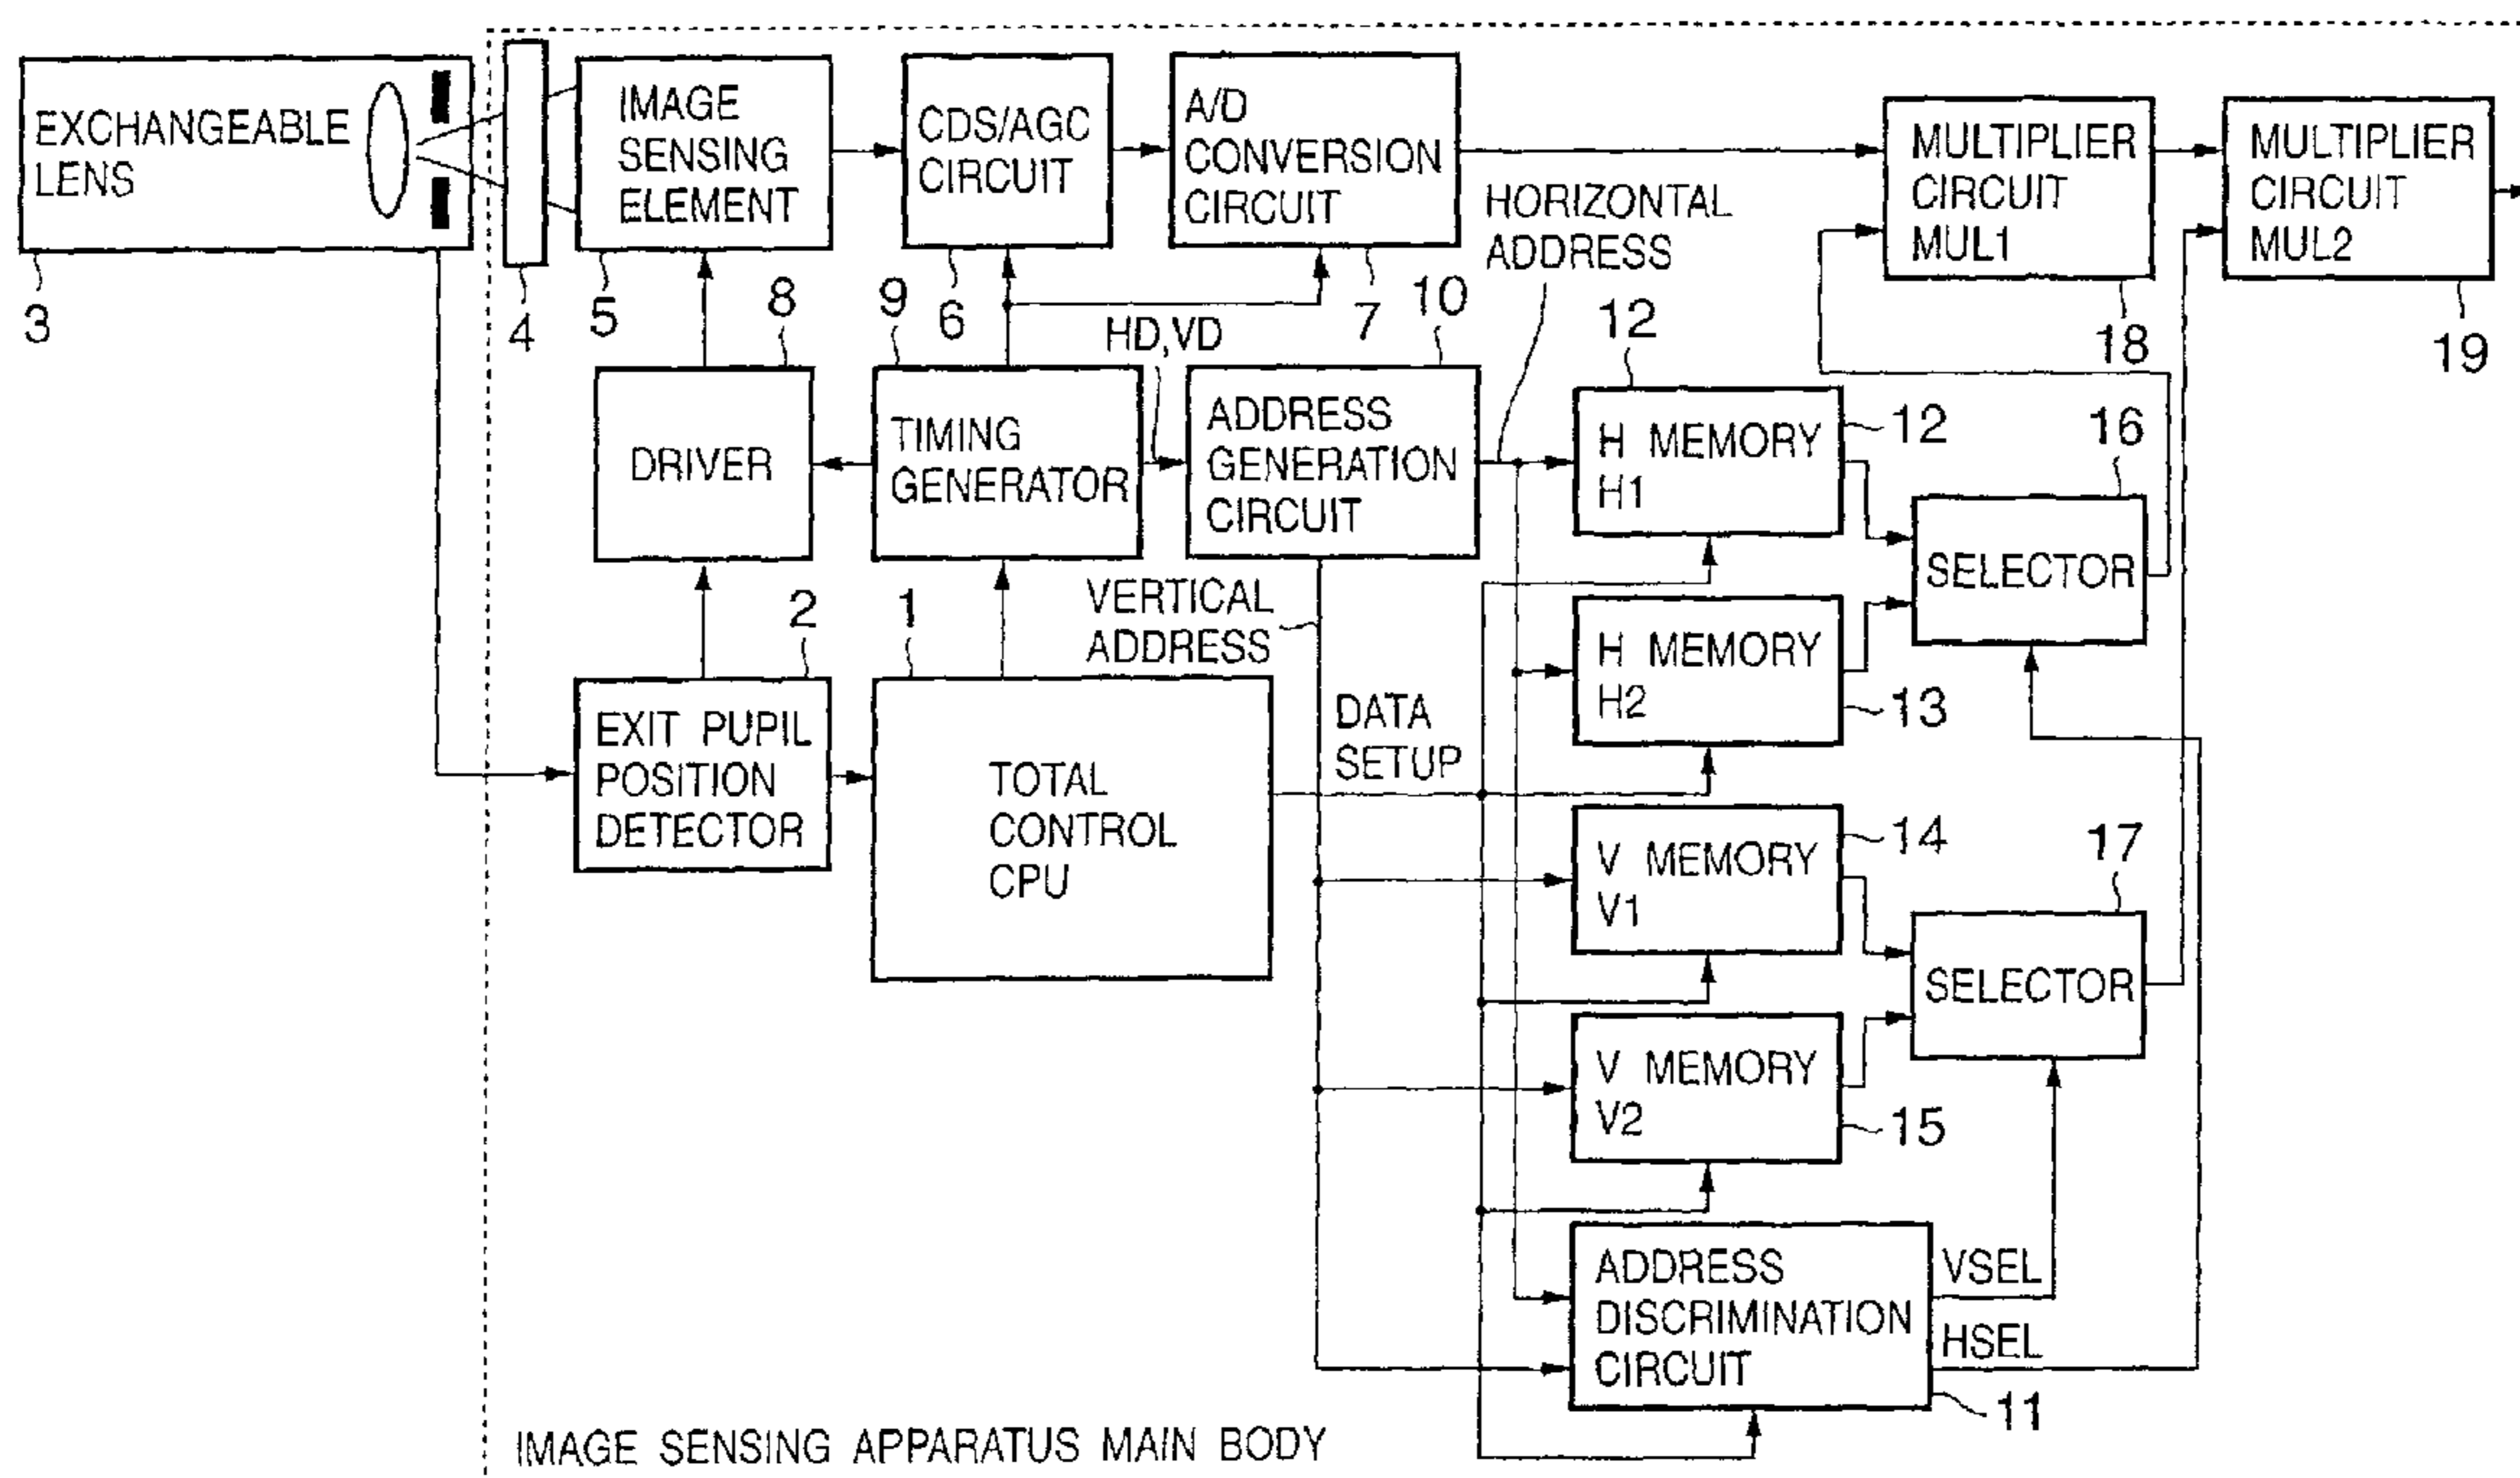 EXCHANGEABLE
LENS
3
4
IMAGE
SENSING
ELEMENT
5
CDS/AGC
CIRCUIT
6
A/D
CONVERSION
CIRCUIT
7
HORIZONTAL
ADDRESS
MULTIPLIER
CIRCUIT
MUL1
18
MULTIPLIER
CIRCUIT
MUL2
19
8
DRIVER
9
TIMING
GENERATOR
HD,VD
10
ADDRESS
GENERATION
CIRCUIT
12
H MEMORY
H1
12
16
SELECTOR
2
EXIT PUPIL
POSITION
DETECTOR
1
TOTAL
CONTROL
CPU
VERTICAL
ADDRESS
DATA
SETUP
H MEMORY
H2
13
V MEMORY
V1
14
17
SELECTOR
V MEMORY
V2
15
ADDRESS
DISCRIMINATION
CIRCUIT
VSEL
HSEL
11
IMAGE SENSING APPARATUS MAIN BODY